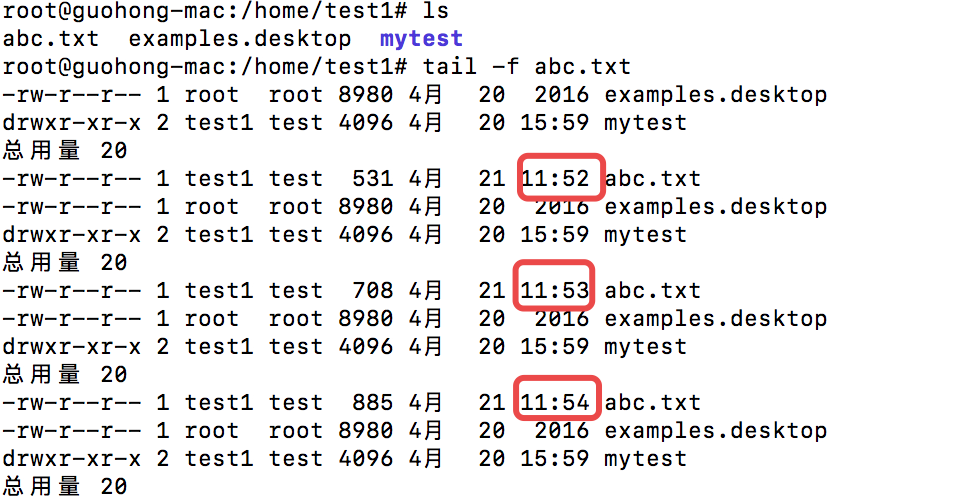 root@guohong-mac:/home/test1# ls
abc.txt  examples.desktop  mytest
root@guohong-mac:/home/test1# tail -f abc.txt
-rw-r--r-- 1 root  root 8980 4月   20  2016 examples.desktop
drwxr-xr-x 2 test1 test 4096 4月   20 15:59 mytest
总用量 20
-rw-r--r-- 1 test1 test  531 4月   21 11:52 abc.txt
-rw-r--r-- 1 root  root 8980 4月   20  2016 examples.desktop
drwxr-xr-x 2 test1 test 4096 4月   20 15:59 mytest
总用量 20
-rw-r--r-- 1 test1 test  708 4月   21 11:53 abc.txt
-rw-r--r-- 1 root  root 8980 4月   20  2016 examples.desktop
drwxr-xr-x 2 test1 test 4096 4月   20 15:59 mytest
总用量 20
-rw-r--r-- 1 test1 test  885 4月   21 11:54 abc.txt
-rw-r--r-- 1 root  root 8980 4月   20  2016 examples.desktop
drwxr-xr-x 2 test1 test 4096 4月   20 15:59 mytest
总用量 20